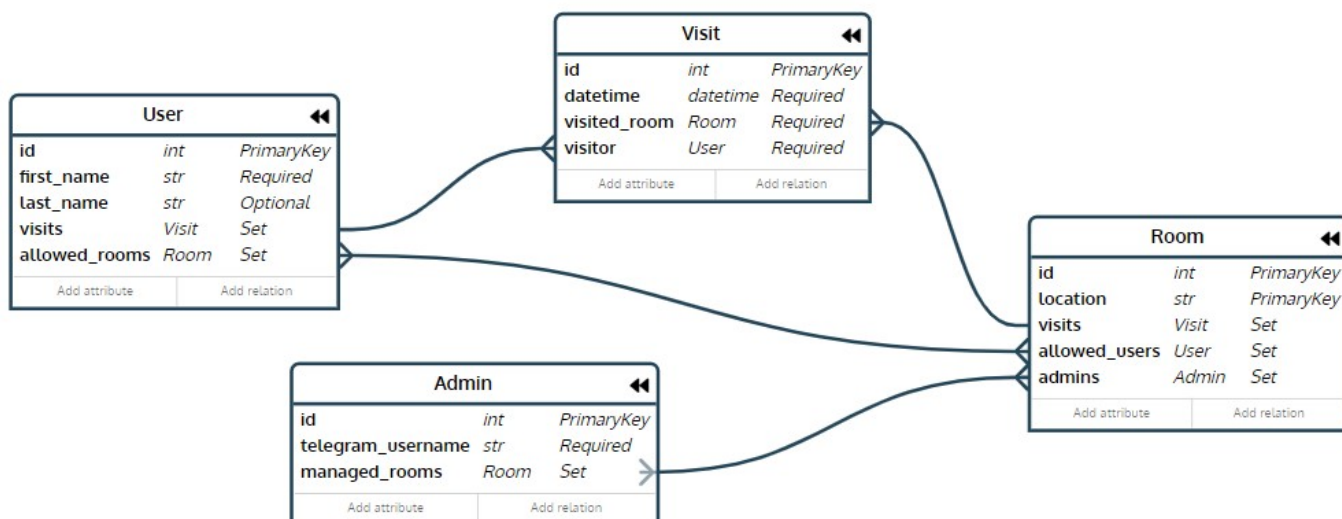 Visit
id int PrimaryKey
datetime datetime Required
visited_room Room Required
visitor User Required
Add attribute Add relation
User
id int PrimaryKey
first_name str Required
last_name str Optional
visits Visit Set
allowed_rooms Room Set
Add attribute Add relation
Room
id int PrimaryKey
location str PrimaryKey
visits Visit Set
allowed_users User Set
admins Admin Set
Add attribute Add relation
Admin
id int PrimaryKey
telegram_username str Required
managed_rooms Room Set
Add attribute Add relation